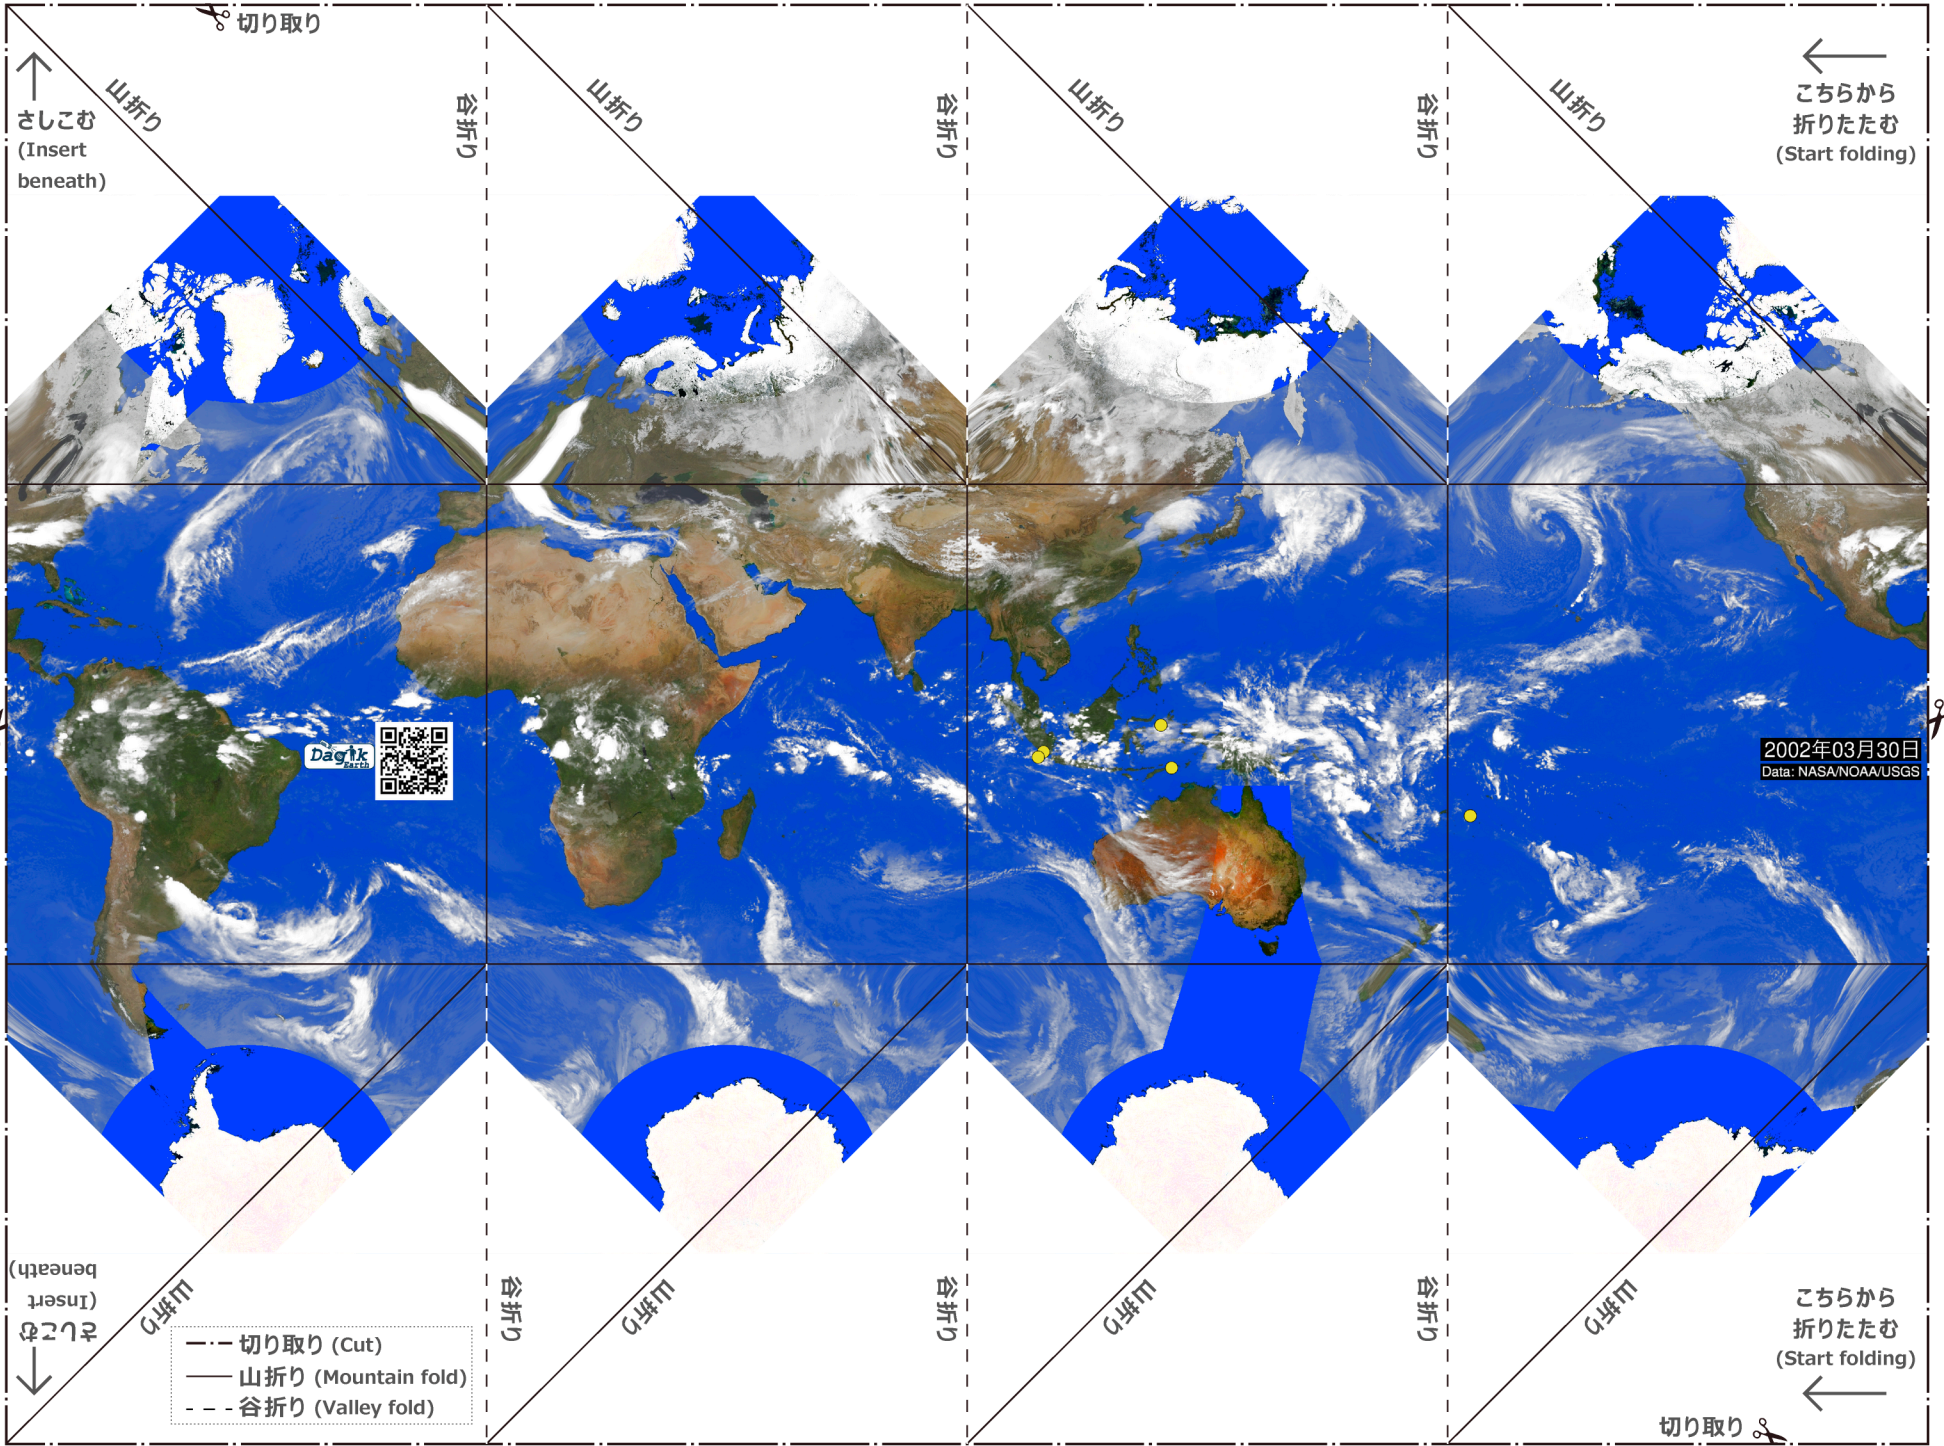 切り取り
山折り
谷折り
山折り
谷折り
山折り
谷折り
山折り
こちらから
折りたたむ
(Start folding)
さしこむ
(Insert
beneath)
Dagik
Earth
2002年03月30日
Data: NASA/NOAA/USGS
さしこむ
(Insert
beneath)
山折り
谷折り
山折り
谷折り
山折り
谷折り
山折り
こちらから
折りたたむ
(Start folding)
切り取り (Cut)
山折り (Mountain fold)
谷折り (Valley fold)
切り取り